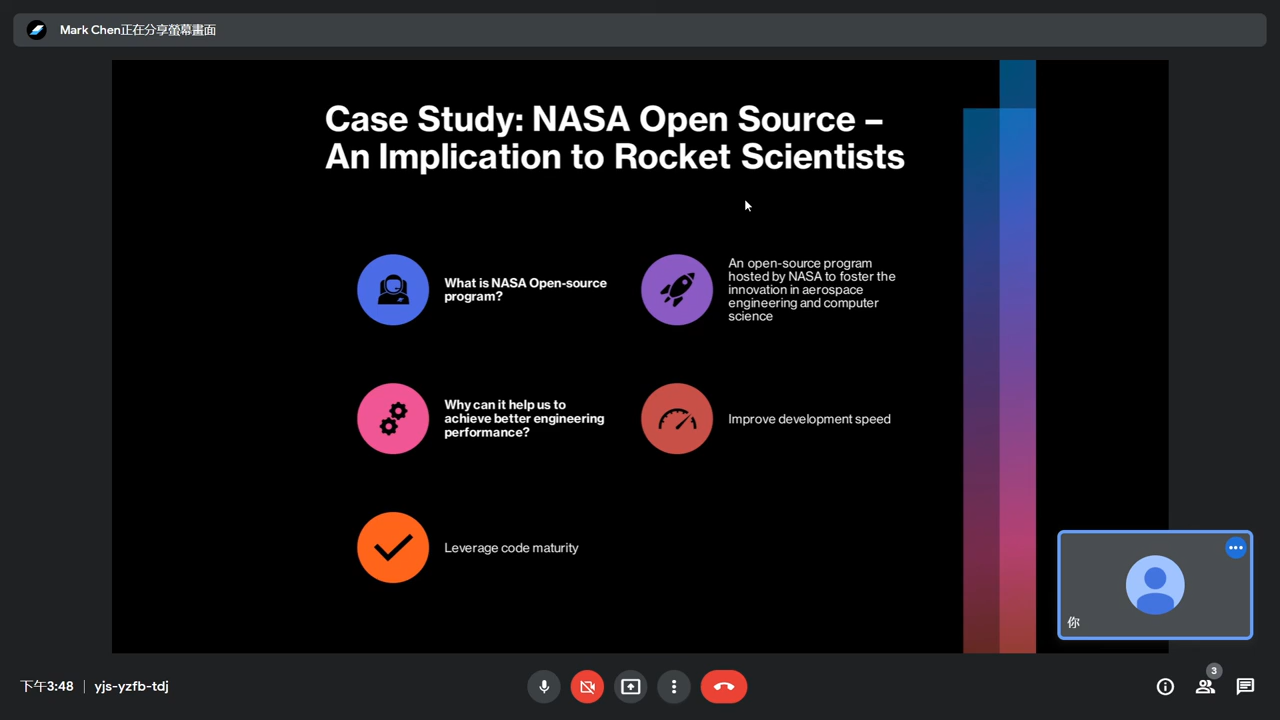 Mark Chen正在分享螢幕畫面
Case Study: NASA Open Source –
An Implication to Rocket Scientists
What is NASA Open-source
program?
An open-source program
hosted by NASA to foster the
innovation in aerospace
engineering and computer
science
Why can it help us to
achieve better engineering
performance?
Improve development speed
Leverage code maturity
你
下午3:48
yjs-yzfb-tdj
3